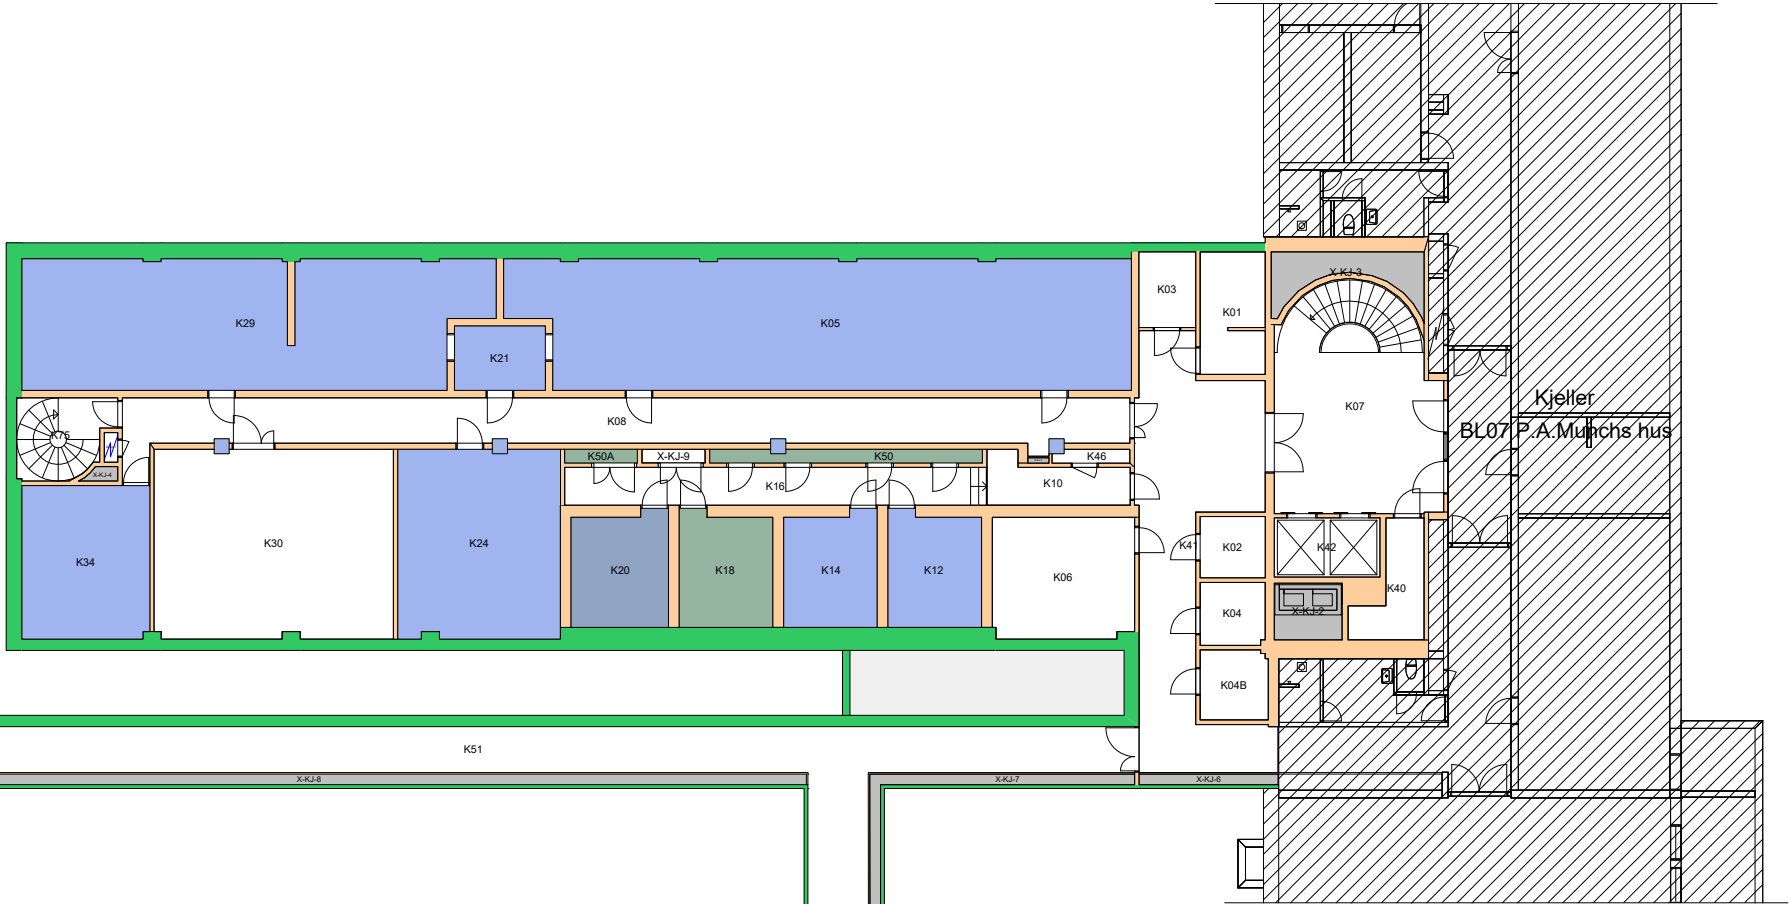 X-KJ-3
K03
K01
K29
K05
K21
Kjeller
K07
K08
BL07 P.A.Munchs hus
K75
K50A
X-KJ-9
K50
K46
X-KJ-4
K16
K10
K34
K30
K24
K20
K18
K14
K12
K06
K41
K02
K42
K40
K04
X-KJ-2
K04B
K51
X-KJ-8
X-KJ-7
X-KJ-6